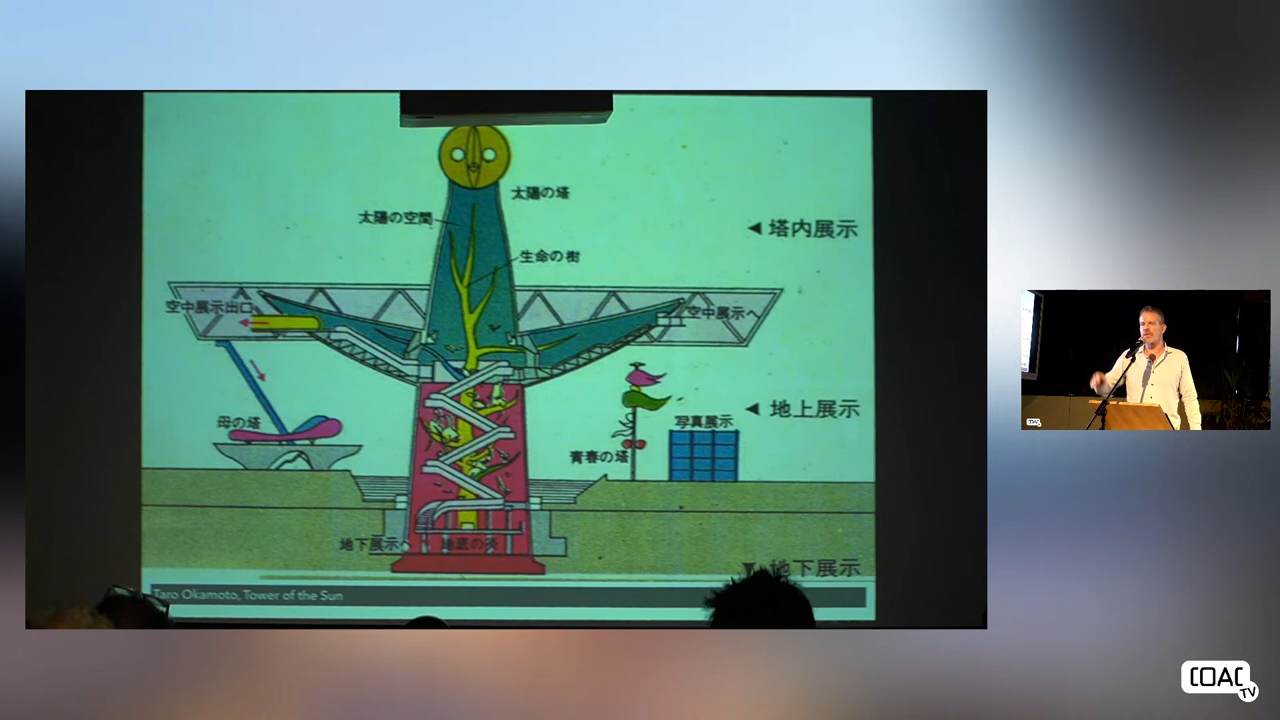 太陽の塔
太陽の空間
◀ 塔内展示
生命の樹
空中展示出口
空中展示へ
◀ 地上展示
母の塔
写真展示
青春の塔
地下展示へ
▼ 地下展示
Taro Okamoto, Tower of the Sun
COAC
TV